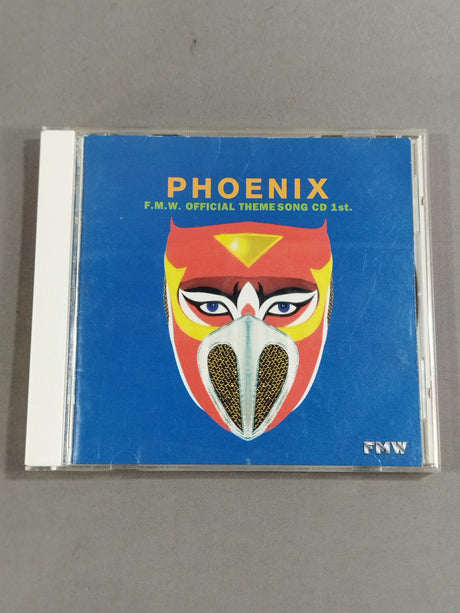 PHOENIX
F.M.W. OFFICIAL THEME SONG CD 1st.
FMW